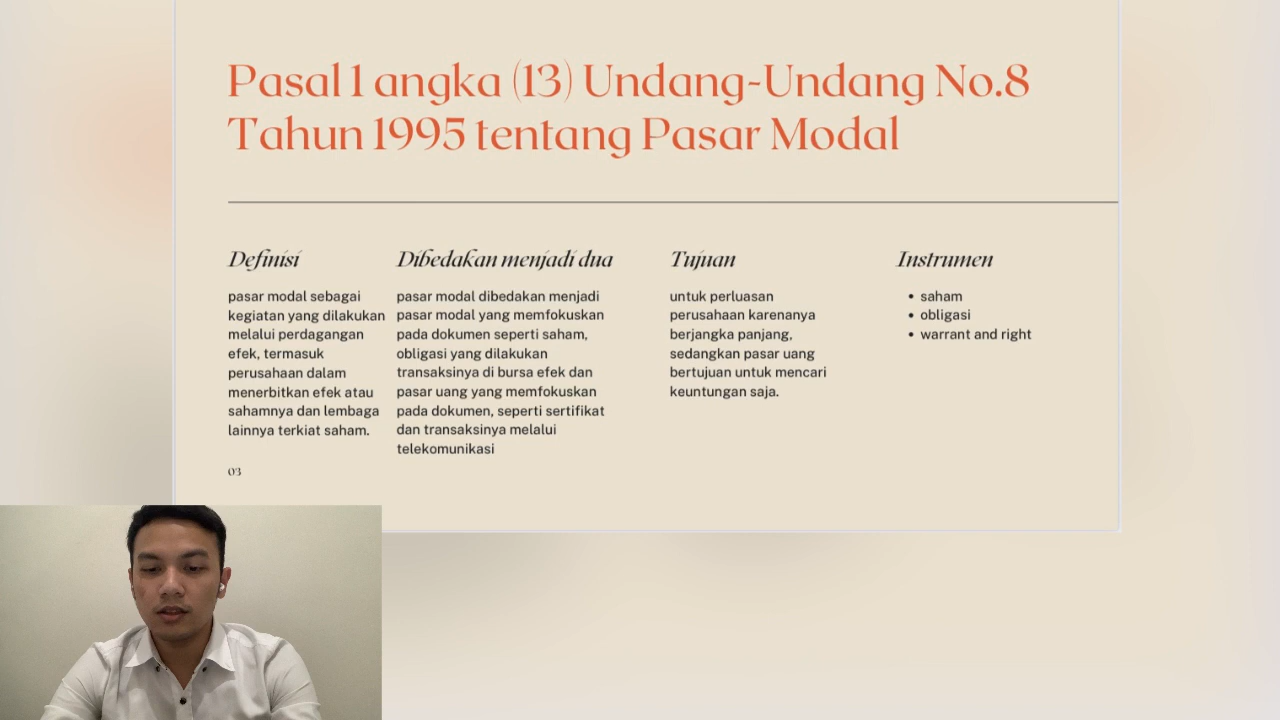 Pasal 1 angka (13) Undang-Undang No.8
Tahun 1995 tentang Pasar Modal
Definisi
pasar modal sebagai
kegiatan yang dilakukan
melalui perdagangan
efek, termasuk
perusahaan dalam
menerbitkan efek atau
sahamnya dan lembaga
lainnya terkiat saham.
Dibedakan menjadi dua
pasar modal dibedakan menjadi
pasar modal yang memfokuskan
pada dokumen seperti saham,
obligasi yang dilakukan
transaksinya di bursa efek dan
pasar uang yang memfokuskan
pada dokumen, seperti sertifikat
dan transaksinya melalui
telekomunikasi
Tujuan
untuk perluasan
perusahaan karenanya
berjangka panjang,
sedangkan pasar uang
bertujuan untuk mencari
keuntungan saja.
Instrumen
• saham
• obligasi
• warrant and right
03